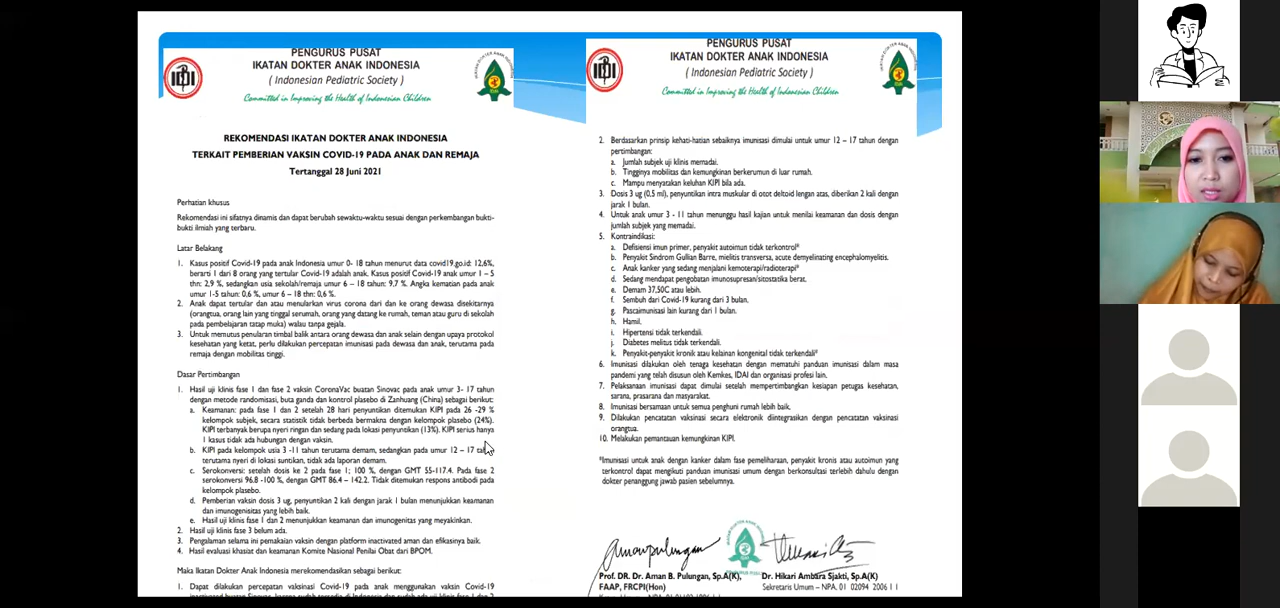 PENGURUS PUSAT
IKATAN DOKTER ANAK INDONESIA
( Indonesian Pediatric Society )
Committed in Improving the Health of Indonesian Children
REKOMENDASI IKATAN DOKTER ANAK INDONESIA
TERKAIT PEMBERIAN VAKSIN COVID-19 PADA ANAK DAN REMAJA
Tertanggal 28 Juni 2021
Perhatian khusus
Rekomendasi ini sifatnya dinamis dan dapat berubah sewaktu-waktu sesuai dengan perkembangan bukti-
bukti ilmiah yang terbaru.
Latar Belakang
1. Kasus positif Covid-19 pada anak Indonesia umur 0- 18 tahun menurut data covid19.go.id: 12,6%,
berarti 1 dari 8 orang yang tertular Covid-19 adalah anak. Kasus positif Covid-19 anak umur 1 – 5
thn: 2,9 %, sedangkan usia sekolah/remaja umur 6 – 18 tahun: 9,7 %. Angka kematian pada anak
umur 1-5 tahun: 0,6 %, umur 6 – 18 thn: 0,6 %.
2. Anak dapat tertular dan atau menularkan virus corona dari dan ke orang dewasa disekitarnya
(orangtua, orang lain yang tinggal serumah, orang yang datang ke rumah, teman atau guru di sekolah
pada pembelajaran tatap muka) walau tanpa gejala.
3. Untuk memutus penularan timbal balik antara orang dewasa dan anak selain dengan upaya protokol
kesehatan yang ketat, perlu dilakukan percepatan imunisasi pada dewasa dan anak, terutama pada
remaja dengan mobilitas tinggi.
Dasar Pertimbangan
1. Hasil uji klinis fase 1 dan fase 2 vaksin CoronaVac buatan Sinovac pada anak umur 3- 17 tahun
dengan metode randomisasi, buta ganda dan kontrol plasebo di Zanhuang (China) sebagai berikut:
a. Keamanan: pada fase 1 dan 2 setelah 28 hari penyuntikan ditemukan KIPI pada 26 -29 %
kelompok subjek, secara statistik tidak berbeda bermakna dengan kelompok plasebo (24%).
KIPI terbanyak berupa nyeri ringan dan sedang pada lokasi penyuntikan (13%). KIPI serius hanya
1 kasus tidak ada hubungan dengan vaksin.
b. KIPI pada kelompok usia 3 -11 tahun terutama demam, sedangkan pada umur 12 – 17
terutama nyeri di lokasi suntikan, tidak ada laporan demam.
c. Serokonversi: setelah dosis ke 2 pada fase 1; 100 %, dengan GMT 55-117.4. Pada fase 2
serokonversi 96.8 -100 %, dengan GMT 86.4 – 142.2. Tidak ditemukan respons antibodi pada
kelompok plasebo.
d. Pemberian vaksin dosis 3 ug, penyuntikan 2 kali dengan jarak 1 bulan menunjukkan keamanan
dan imunogenisitas yang lebih baik.
e. Hasil uji klinis fase 1 dan 2 menunjukkan keamanan dan imunogenitas yang meyakinkan.
2. Hasil uji klinis fase 3 belum ada.
3. Pengalaman selama ini pemakaian vaksin dengan platform inactivated aman dan efikasinya baik.
4. Hasil evaluasi khasiat dan keamanan Komite Nasional Penilai Obat dari BPOM.
Maka Ikatan Dokter Anak Indonesia merekomendasikan sebagai berikut:
1. Dapat dilakukan percepatan vaksinasi Covid-19 pada anak menggunakan vaksin Covid-19
PENGURUS PUSAT
IKATAN DOKTER ANAK INDONESIA
( Indonesian Pediatric Society )
Committed in Improving the Health of Indonesian Children
2. Berdasarkan prinsip kehati-hatian sebaiknya imunisasi dimulai untuk umur 12 – 17 tahun dengan
pertimbangan:
a. Jumlah subjek uji klinis memadai.
b. Tingginya mobilitas dan kemungkinan berkerumun di luar rumah.
c. Mampu menyatakan keluhan KIPI bila ada.
3. Dosis 3 ug (0,5 ml), penyuntikan intra muskular di otot deltoid lengan atas, diberikan 2 kali dengan
jarak 1 bulan.
4. Untuk anak umur 3 - 11 tahun menunggu hasil kajian untuk menilai keamanan dan dosis dengan
jumlah subjek yang memadai.
5. Kontraindikasi:
a. Defisiensi imun primer, penyakit autoimun tidak terkontrol*
b. Penyakit Sindrom Gullian Barre, mielitis transversa, acute demyelinating encephalomyelitis.
c. Anak kanker yang sedang menjalani kemoterapi/radioterapi*
d. Sedang mendapat pengobatan imunosupresan/sitostatika berat.
e. Demam 37,50C atau lebih.
f. Sembuh dari Covid-19 kurang dari 3 bulan.
g. Pascaimunisasi lain kurang dari 1 bulan.
h. Hamil.
i. Hipertensi tidak terkendali.
j. Diabetes melitus tidak terkendali.
k. Penyakit-penyakit kronik atau kelainan kongenital tidak terkendali*
6. Imunisasi dilakukan oleh tenaga kesehatan dengan mematuhi panduan imunisasi dalam masa
pandemi yang telah disusun oleh Kemkes, IDAI dan organisasi profesi lain.
7. Pelaksanaan imunisasi dapat dimulai setelah mempertimbangkan kesiapan petugas kesehatan,
sarana, prasarana dan masyarakat.
8. Imunisasi bersamaan untuk semua penghuni rumah lebih baik.
9. Dilakukan pencatatan vaksinasi secara elektronik diintegrasikan dengan pencatatan vaksinasi
orangtua.
10. Melakukan pemantauan kemungkinan KIPI.
*Imunisasi untuk anak dengan kanker dalam fase pemeliharaan, penyakit kronis atau autoimun yang
terkontrol dapat mengikuti panduan imunisasi umum dengan berkonsultasi terlebih dahulu dengan
dokter penanggung jawab pasien sebelumnya.
Prof. DR. Dr. Aman B. Pulungan, Sp.A(K),
FAAP, FRCPI(Hon)
Dr. Hikari Ambara Sjakti, Sp.A(K)
Sekretaris Umum – NPA. 01 02094 2006 1 1